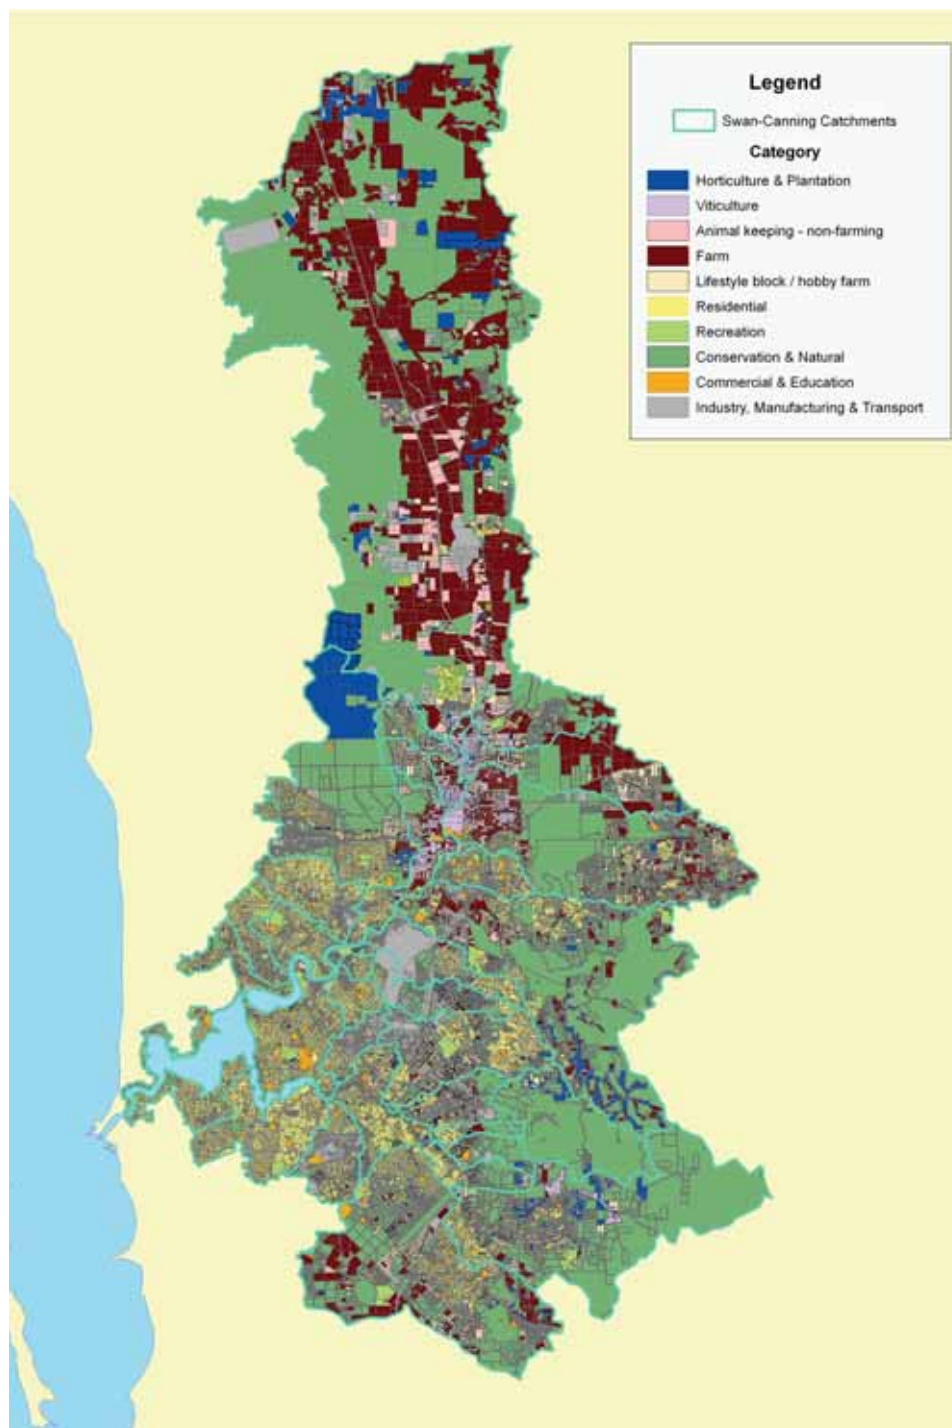 Legend
Swan-Canning Catchments
Category
Horticulture & Plantation
Viticulture
Animal keeping - non-farming
Farm
Lifestyle block / hobby farm
Residential
Recreation
Conservation & Natural
Commercial & Education
Industry, Manufacturing & Transport